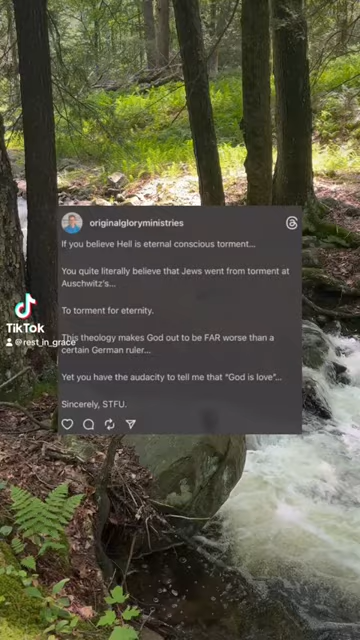 originalgloryministries
If you believe Hell is eternal conscious torment...
You quite literally believe that Jews went from torment at
Auschwitz's...
To torment for eternity.
This theology makes God out to be FAR worse than a
certain German ruler...
Yet you have the audacity to tell me that "God is love"...
Sincerely, STFU.
TikTok
@rest_in_grace